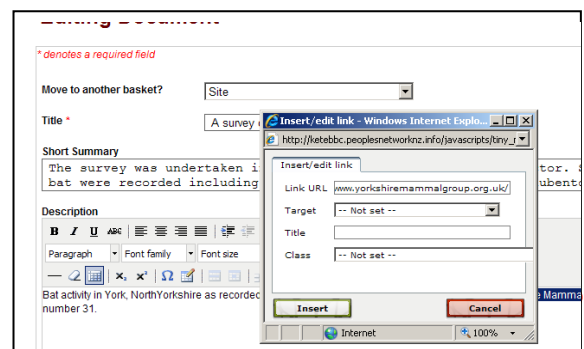 Editing Document
* denotes a required field
Move to another basket? Site
Title * A survey
Insert/edit link - Windows Internet Explo...
http://ketebbc.peoplesnetworknz.info/javascripts/tiny_r
Insert/edit link
Link URL www.yorkshiremammalgroup.org.uk/
Target -- Not set --
Title
Class -- Not set --
Insert Cancel
Internet 100%
Short Summary
The survey was undertaken i tor. S
bat were recorded including ubento
Description
B I U ABC
Paragraph Font family Font size
Bat activity in York, NorthYorkshire as recorded e Mamma
number 31.